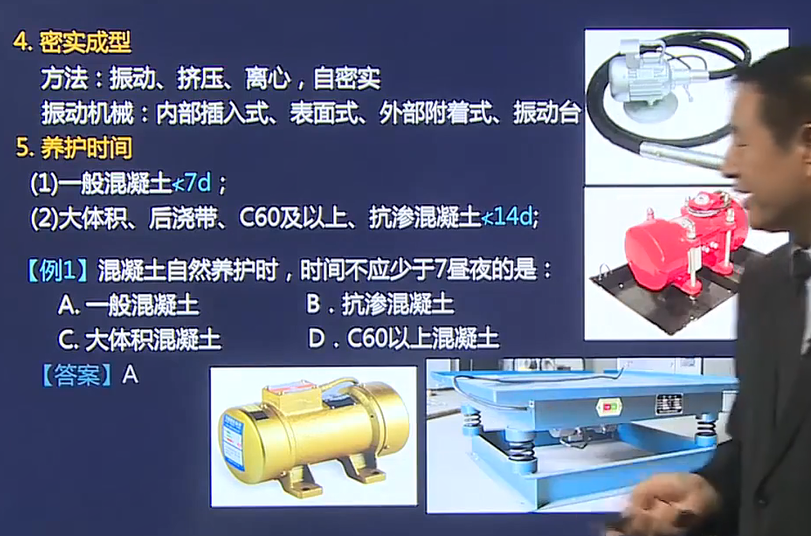 4. 密实成型
方法：振动、挤压、离心，自密实
振动机械：内部插入式、表面式、外部附着式、振动台
5. 养护时间
(1)一般混凝土≮7d；
(2)大体积、后浇带、C60及以上、抗渗混凝土≮14d;
【例1】混凝土自然养护时，时间不应少于7昼夜的是：
A. 一般混凝土
B．抗渗混凝土
C. 大体积混凝土
D．C60以上混凝土
【答案】A